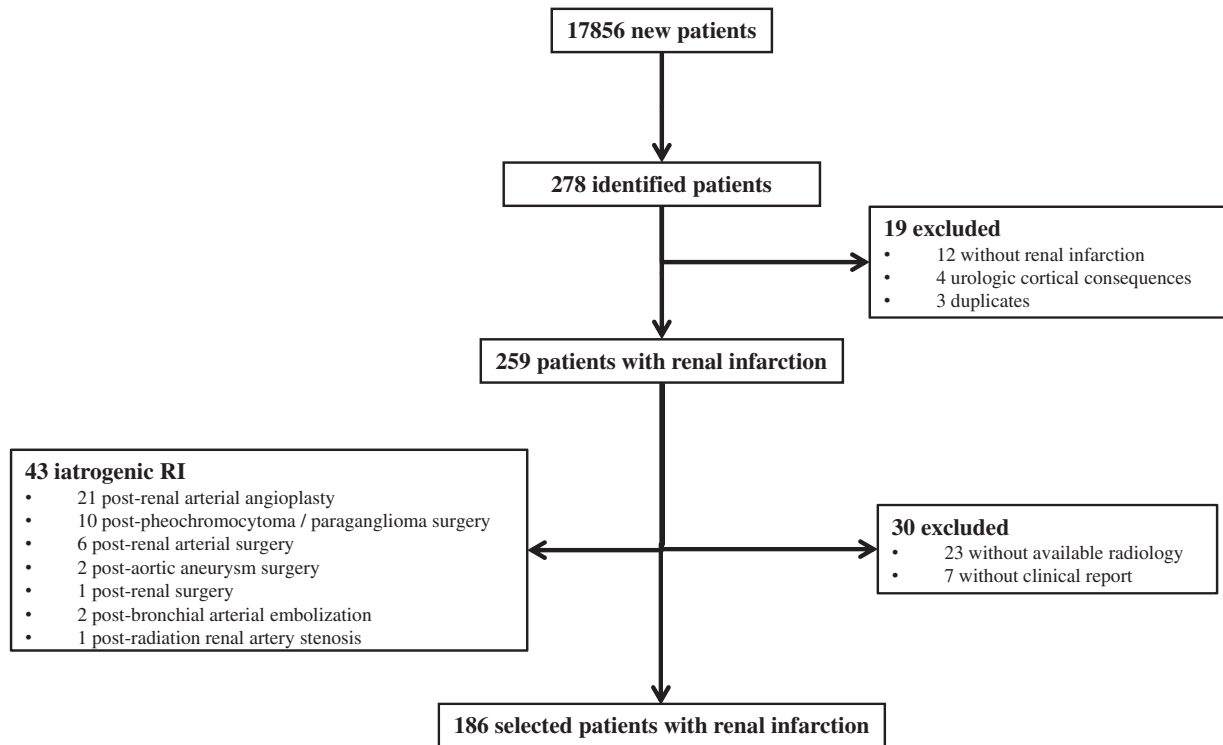 17856 new patients
278 identified patients
19 excluded
• 12 without renal infarction
• 4 urologic cortical consequences
• 3 duplicates
259 patients with renal infarction
43 iatrogenic RI
• 21 post-renal arterial angioplasty
• 10 post-pheochromocytoma / paraganglioma surgery
• 6 post-renal arterial surgery
• 2 post-aortic aneurysm surgery
• 1 post-renal surgery
• 2 post-bronchial arterial embolization
• 1 post-radiation renal artery stenosis
30 excluded
• 23 without available radiology
• 7 without clinical report
186 selected patients with renal infarction